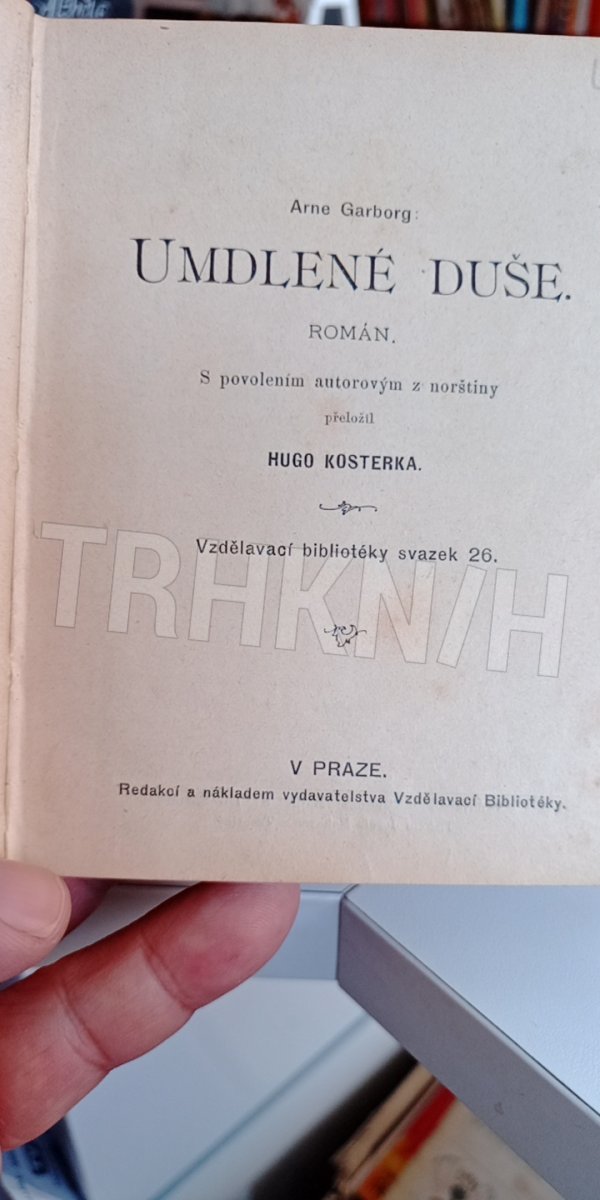 Arne Garborg:
UMDLENÉ DUŠE.
ROMÁN.
S povolením autorovým z norštiny
přeložil
HUGO KOSTERKA.
Vzdělavací bibliotéky svazek 26.
TRHKNIH
V PRAZE.
Redakcí a nákladem vydavatelstva Vzdělavací Bibliotéky.